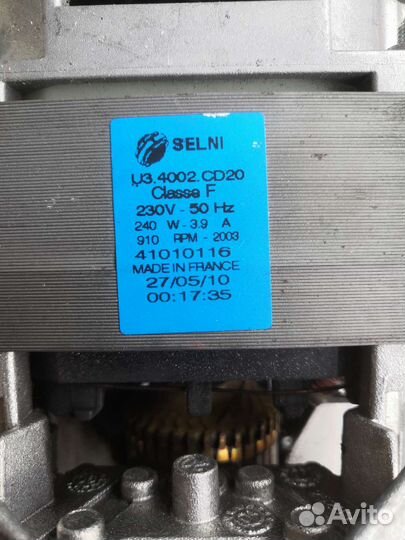 SELNI
U3.4002.CD20
Classe F
230V - 50 Hz
240 W - 3.9 A
910 RPM - 2003
41010116
MADE IN FRANCE
27/05/10
00:17:35
Avito